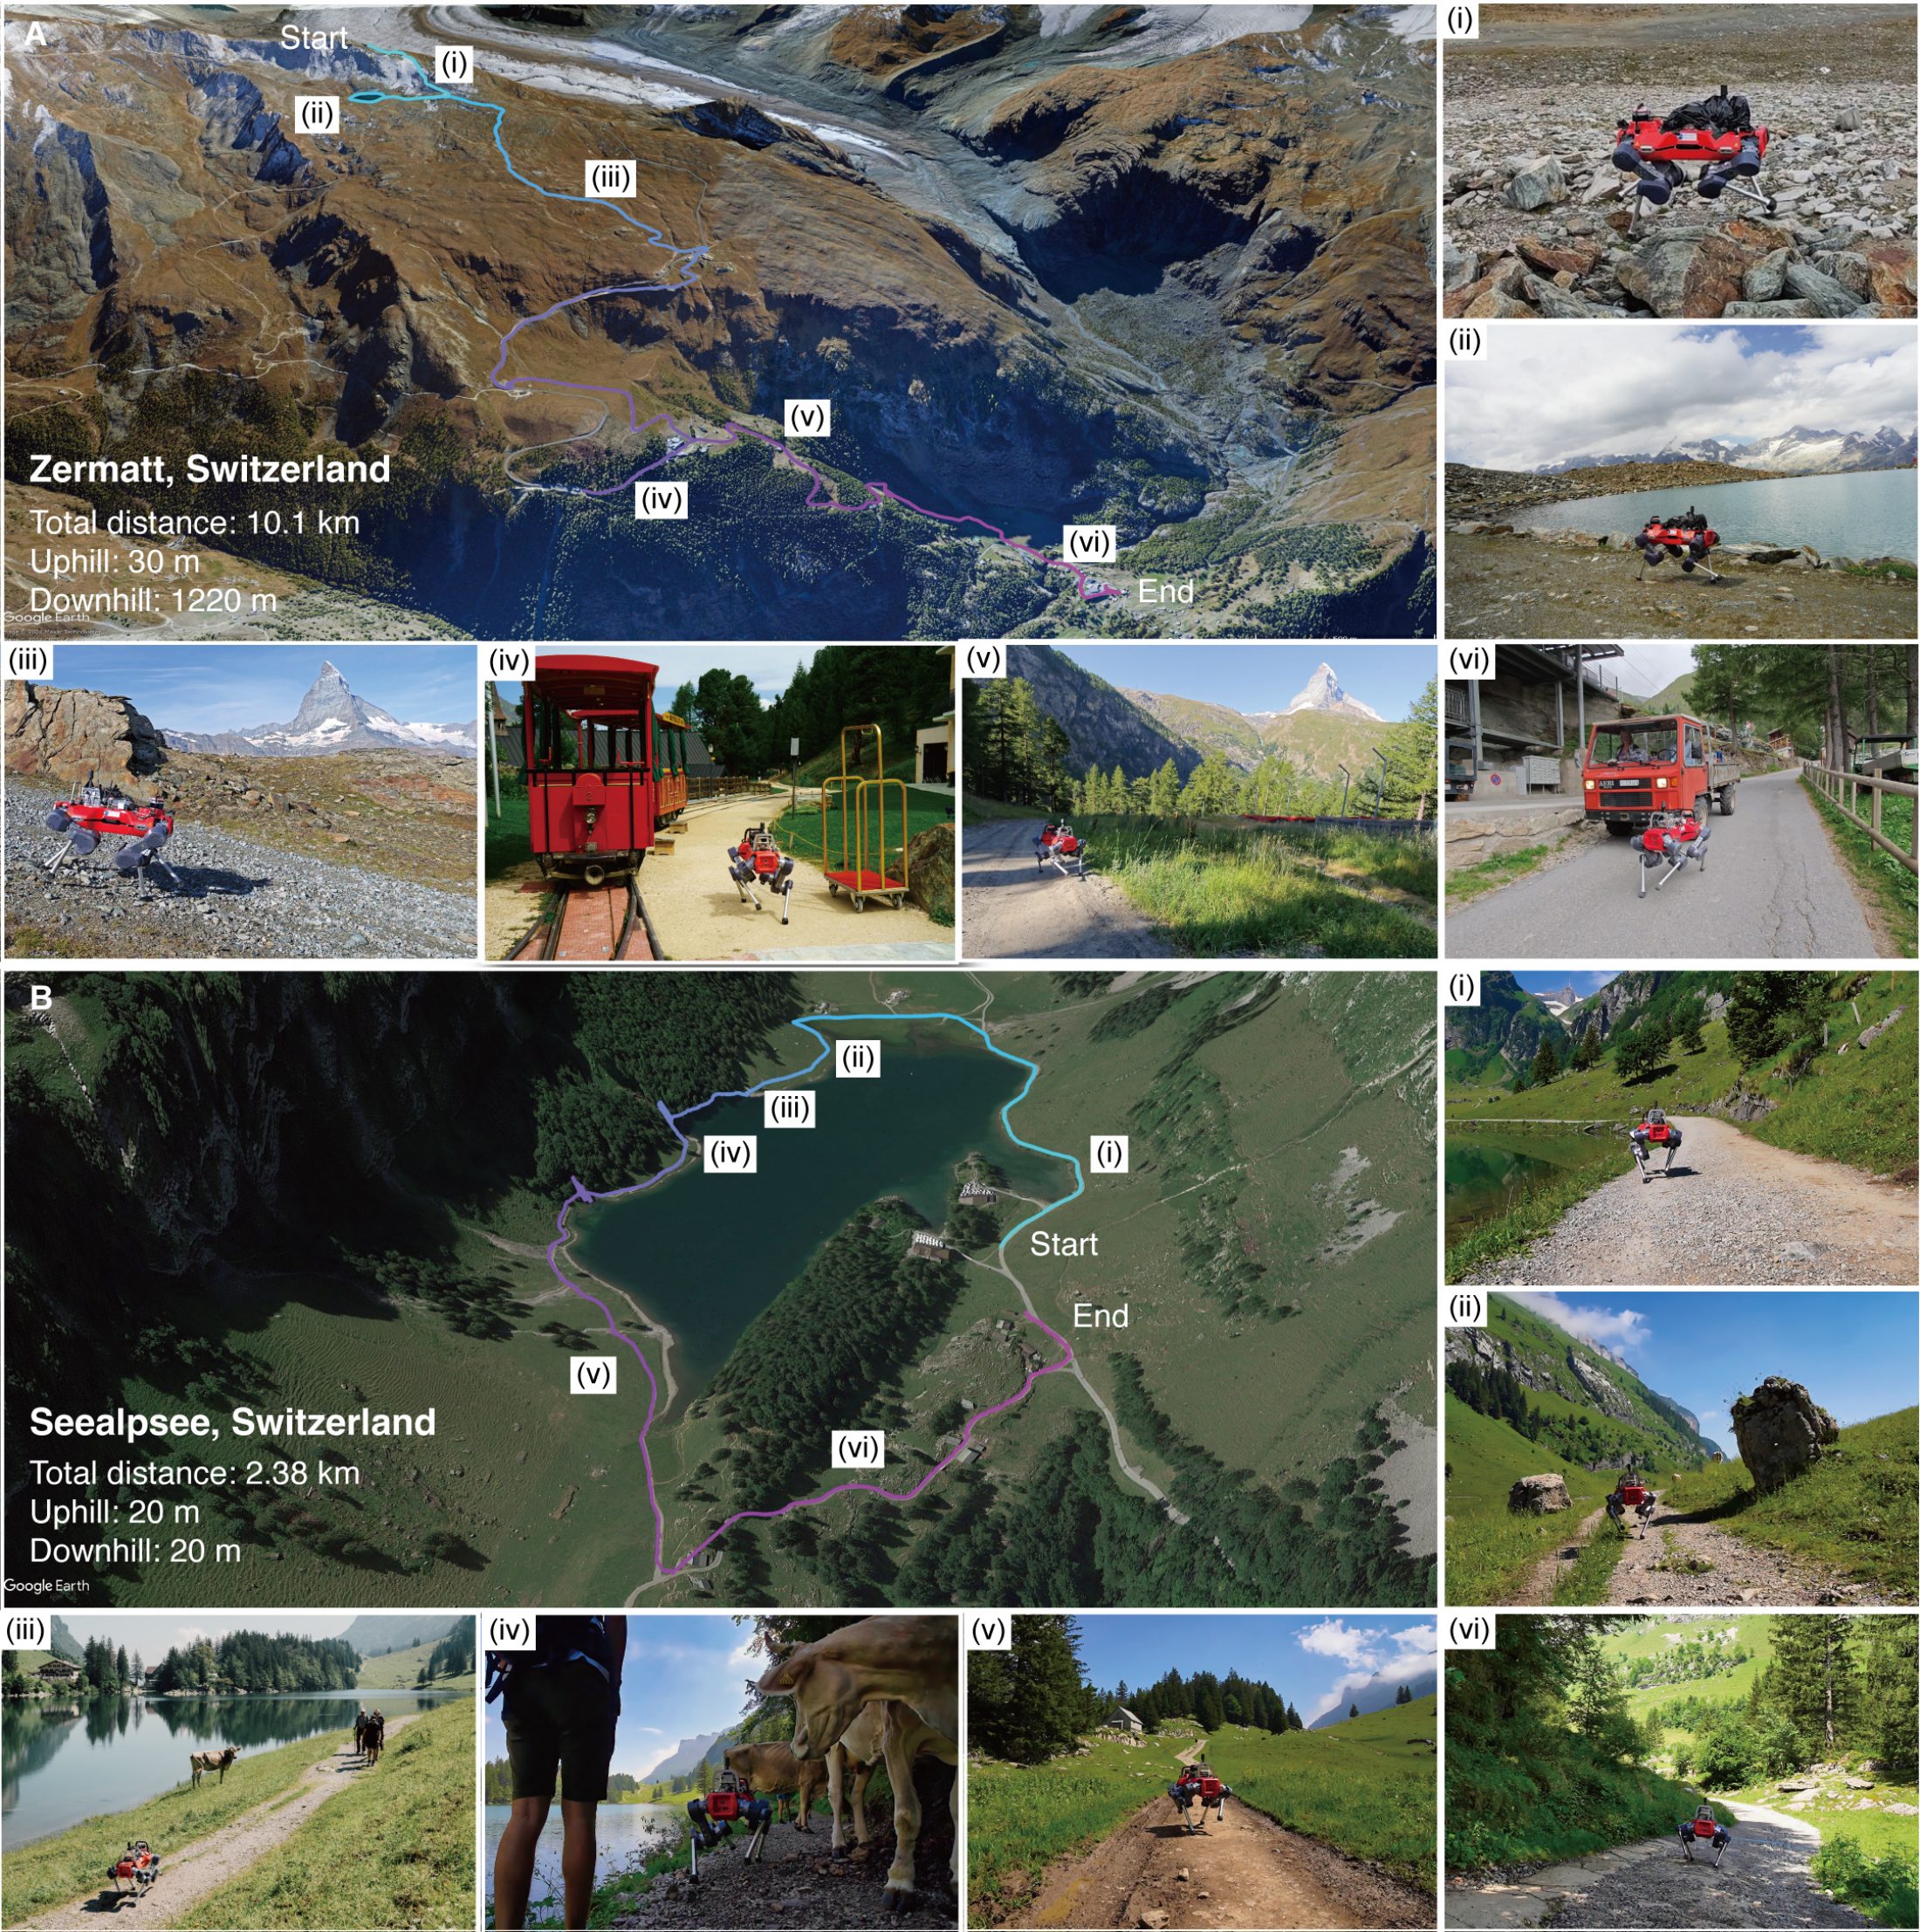 A
Start
(i)
(ii)
(iii)
(iv)
(v)
(vi)
End
Zermatt, Switzerland
Total distance: 10.1 km
Uphill: 30 m
Downhill: 1220 m
Google Earth
(i)
(ii)
(iii)
(iv)
(v)
(vi)
B
(ii)
(iii)
(iv)
(i)
Start
End
(v)
(vi)
Seealpsee, Switzerland
Total distance: 2.38 km
Uphill: 20 m
Downhill: 20 m
Google Earth
(i)
(ii)
(iii)
(iv)
(v)
(vi)